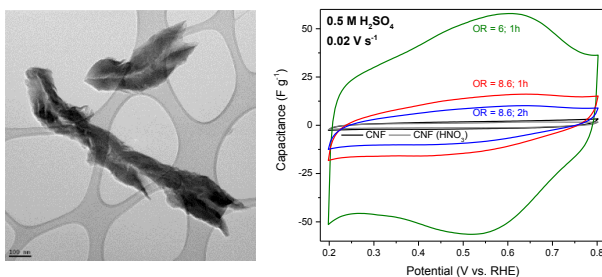 100 nm
0.5 M H₂SO₄
0.02 V s⁻¹
OR = 6; 1h
OR = 8.6; 1h
OR = 8.6; 2h
CNF
CNF (HNO₃)
Capacitance (F g⁻¹)
50
25
0
-25
-50
0.2 0.3 0.4 0.5 0.6 0.7 0.8
Potential (V vs. RHE)